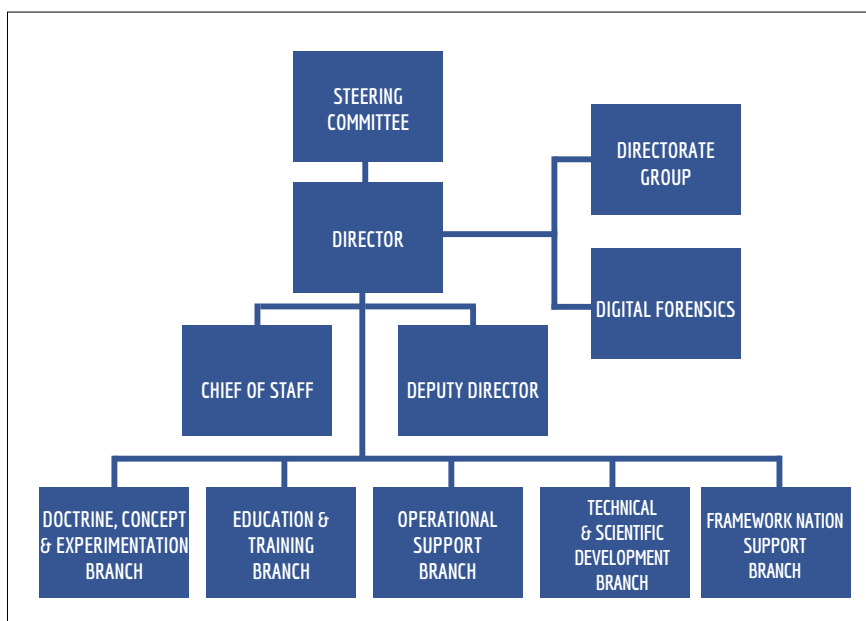 STEERING
COMMITTEE
DIRECTORATE
GROUP
DIRECTOR
DIGITAL FORENSICS
CHIEF OF STAFF
DEPUTY DIRECTOR
DOCTRINE, CONCEPT
& EXPERIMENTATION
BRANCH
EDUCATION &
TRAINING
BRANCH
OPERATIONAL
SUPPORT
BRANCH
TECHNICAL
& SCIENTIFIC
DEVELOPMENT
BRANCH
FRAMEWORK NATION
SUPPORT
BRANCH